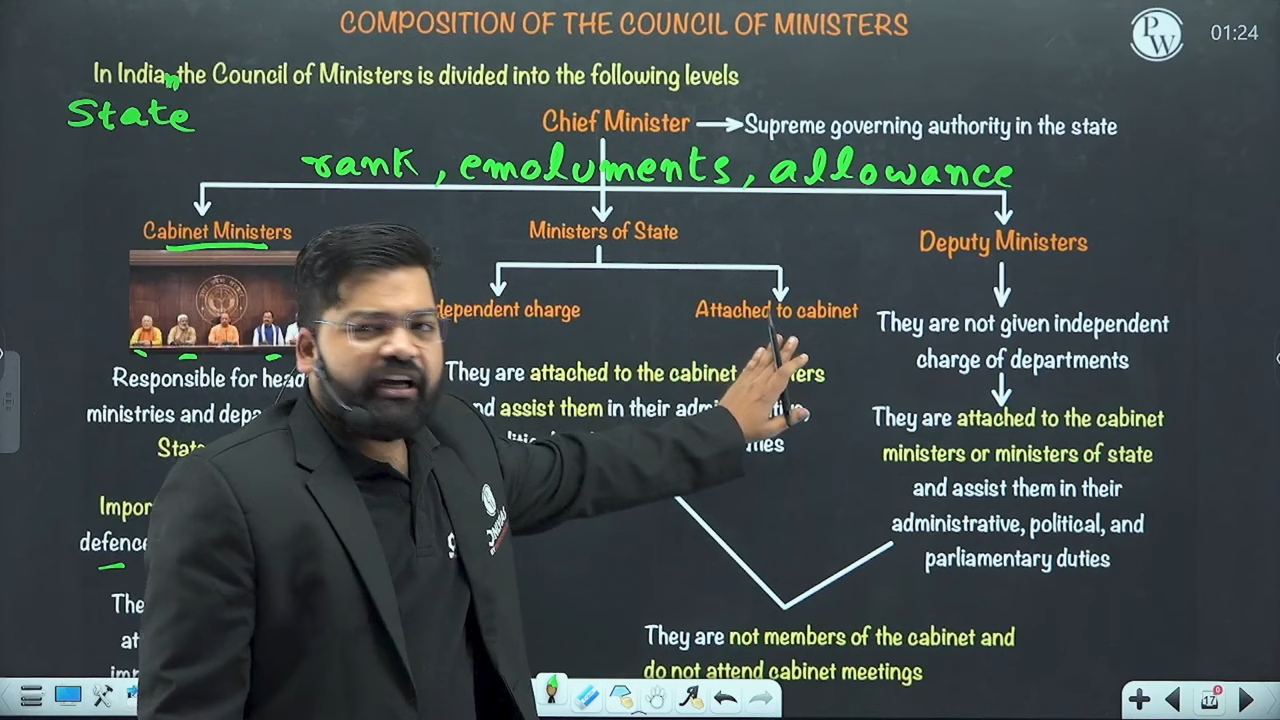 COMPOSITION OF THE COUNCIL OF MINISTERS
PW
01:24
In Indian the Council of Ministers is divided into the following levels
State
Chief Minister
Supreme governing authority in the state
rank, emoluments, allowance
Cabinet Ministers
Ministers of State
Deputy Ministers
dependent charge
Attached to cabinet
They are not given independent
charge of departments
Responsible for head
ministries and depa
State
They are attached to the cabinet
assist them in their
They are attached to the cabinet
ministers or ministers of state
and assist them in their
administrative, political, and
parliamentary duties
Impor
defence
The
at
imp
They are not members of the cabinet and
do not attend cabinet meetings
17